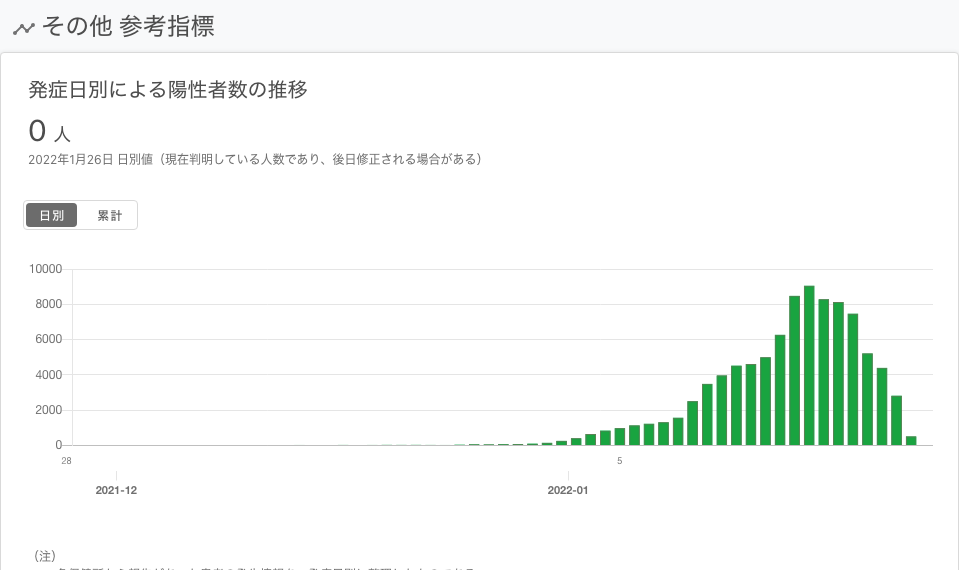 その他 参考指標
発症日別による陽性者数の推移
0 人
2022年1月26日 日別値（現在判明している人数であり、後日修正される場合がある）
日別 累計
10000
8000
6000
4000
2000
0
28 5
2021-12 2022-01
（注）